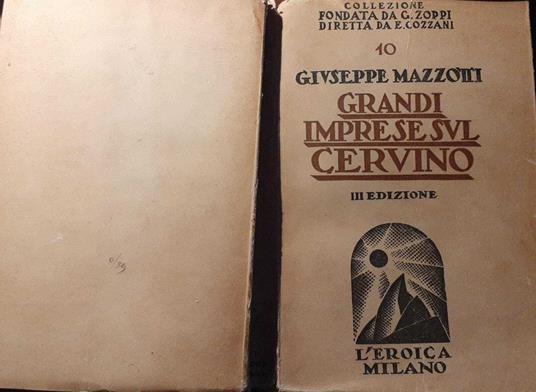 COLLEZIONE
FONDATA DA G. ZOPPI
DIRETTA DA E. COZZANI
10
GIVSEPPE MAZZOTTI
GRANDI
IMPRESE SVL
CERVINO
III EDIZIONE
L'EROICA
MILANO